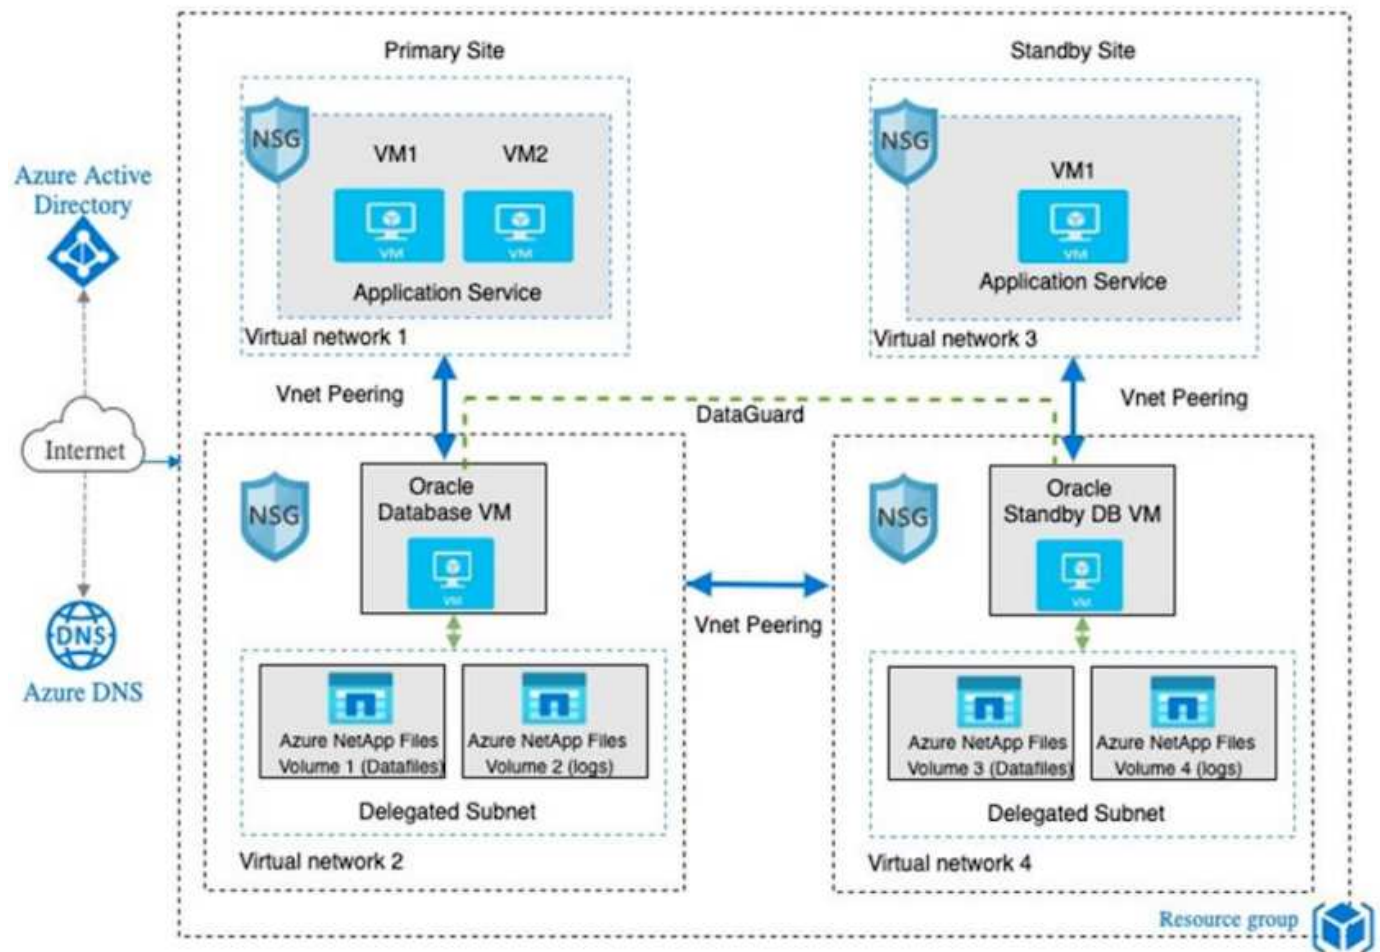 Primary Site
Standby Site
Azure Active
Directory
NSG
VM1
VM2
VM
VM
Application Service
Virtual network 1
NSG
VM1
VM
Application Service
Virtual network 3
Vnet Peering
DataGuard
Vnet Peering
Internet
NSG
Oracle
Database VM
VM
NSG
Oracle
Standby DB VM
VM
Vnet Peering
DNS
Azure DNS
Azure NetApp Files
Volume 1 (Datafiles)
Azure NetApp Files
Volume 2 (logs)
Delegated Subnet
Virtual network 2
Azure NetApp Files
Volume 3 (Datafiles)
Azure NetApp Files
Volume 4 (logs)
Delegated Subnet
Virtual network 4
Resource group